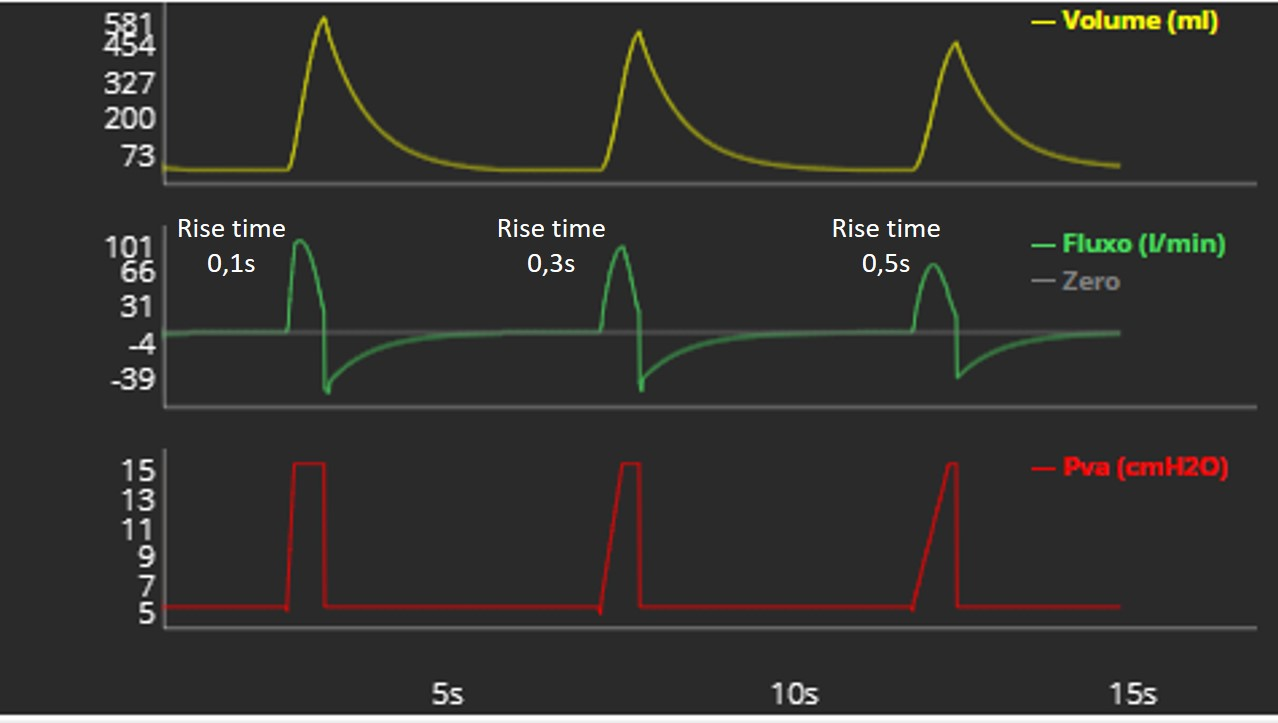 581
454
327
200
73
Volume (ml)
Rise time
0,1s
Rise time
0,3s
Rise time
0,5s
101
66
31
-4
-39
Fluxo (l/min)
Zero
15
13
11
9
7
5
Pva (cmH2O)
5s 10s 15s